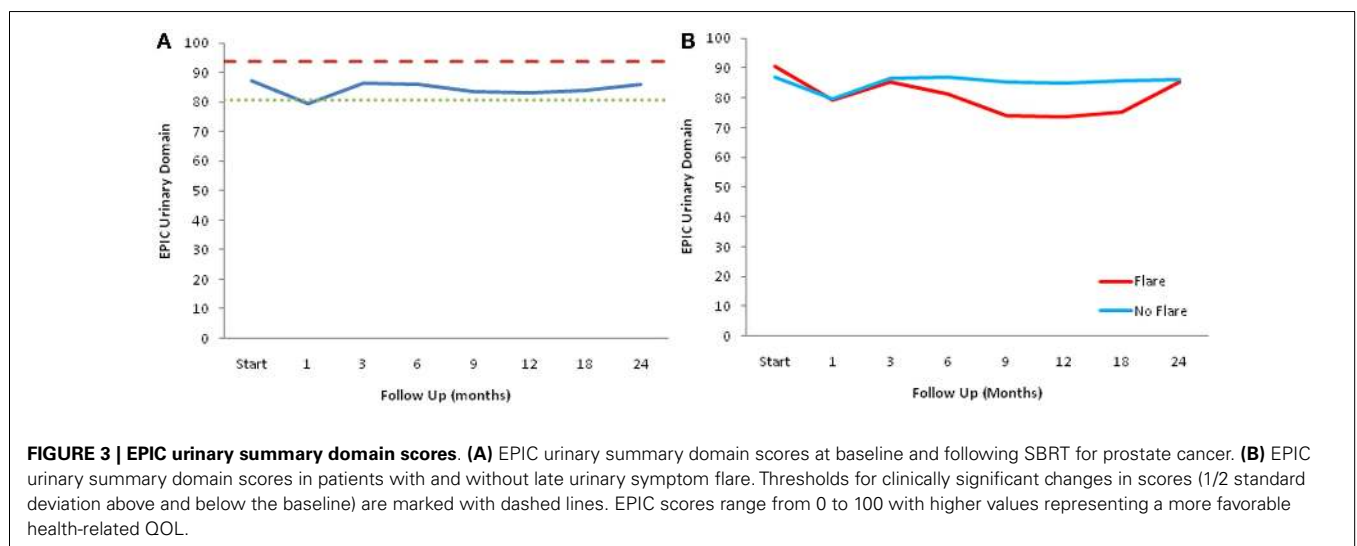 A
100
90
80
70
60
50
40
30
20
10
0
EPIC Urinary Domain
Start 1 3 6 9 12 18 24
Follow Up (months)
B
100
90
80
70
60
50
40
30
20
10
0
EPIC Urinary Domain
Flare
No Flare
Start 1 3 6 9 12 18 24
Follow Up (Months)
FIGURE 3 | EPIC urinary summary domain scores. (A) EPIC urinary summary domain scores at baseline and following SBRT for prostate cancer. (B) EPIC
urinary summary domain scores in patients with and without late urinary symptom flare. Thresholds for clinically significant changes in scores (1/2 standard
deviation above and below the baseline) are marked with dashed lines. EPIC scores range from 0 to 100 with higher values representing a more favorable
health-related QOL.